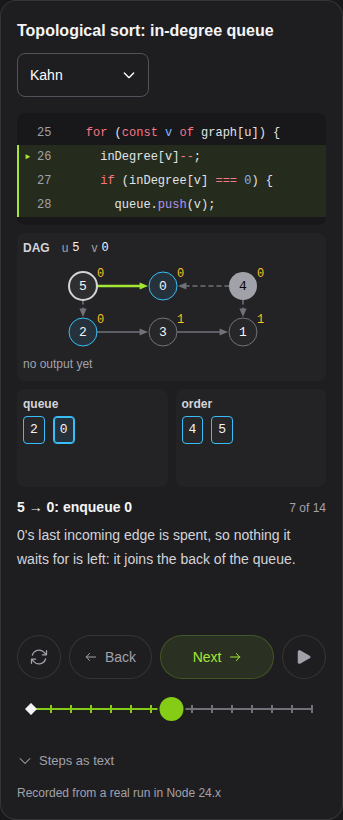 Topological sort: in-degree queue
Kahn
25 for (const v of graph[u]) {
26 inDegree[v]--;
27 if (inDegree[v] === 0) {
28 queue.push(v);
DAG u 5 v 0
0 0 0
5 0 4
0 1 1
2 3 1
no output yet
queue
2 0
order
4 5
5 → 0: enqueue 0
7 of 14
0's last incoming edge is spent, so nothing it
waits for is left: it joins the back of the queue.
← Back
Next →
Steps as text
Recorded from a real run in Node 24.x